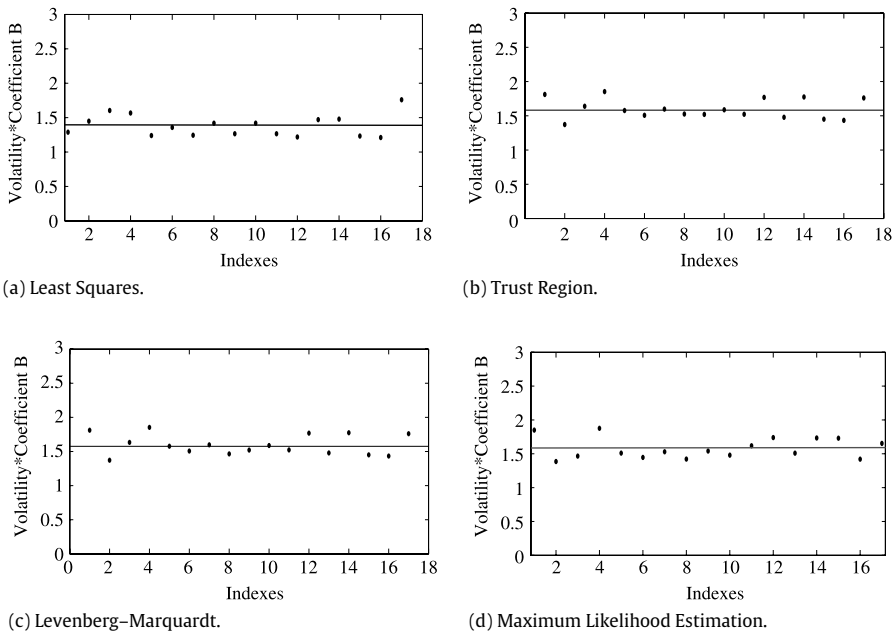 Volatility*Coefficient B
3
2.5
2
1.5
1
0.5
0
2 4 6 8 10 12 14 16 18
Indexes
(a) Least Squares.
Volatility*Coefficient B
3
2.5
2
1.5
1
0.5
0
2 4 6 8 10 12 14 16 18
Indexes
(b) Trust Region.
Volatility*Coefficient B
3
2.5
2
1.5
1
0.5
0
0 2 4 6 8 10 12 14 16 18
Indexes
(c) Levenberg–Marquardt.
Volatility*Coefficient B
3
2.5
2
1.5
1
0.5
0
2 4 6 8 10 12 14 16
Indexes
(d) Maximum Likelihood Estimation.